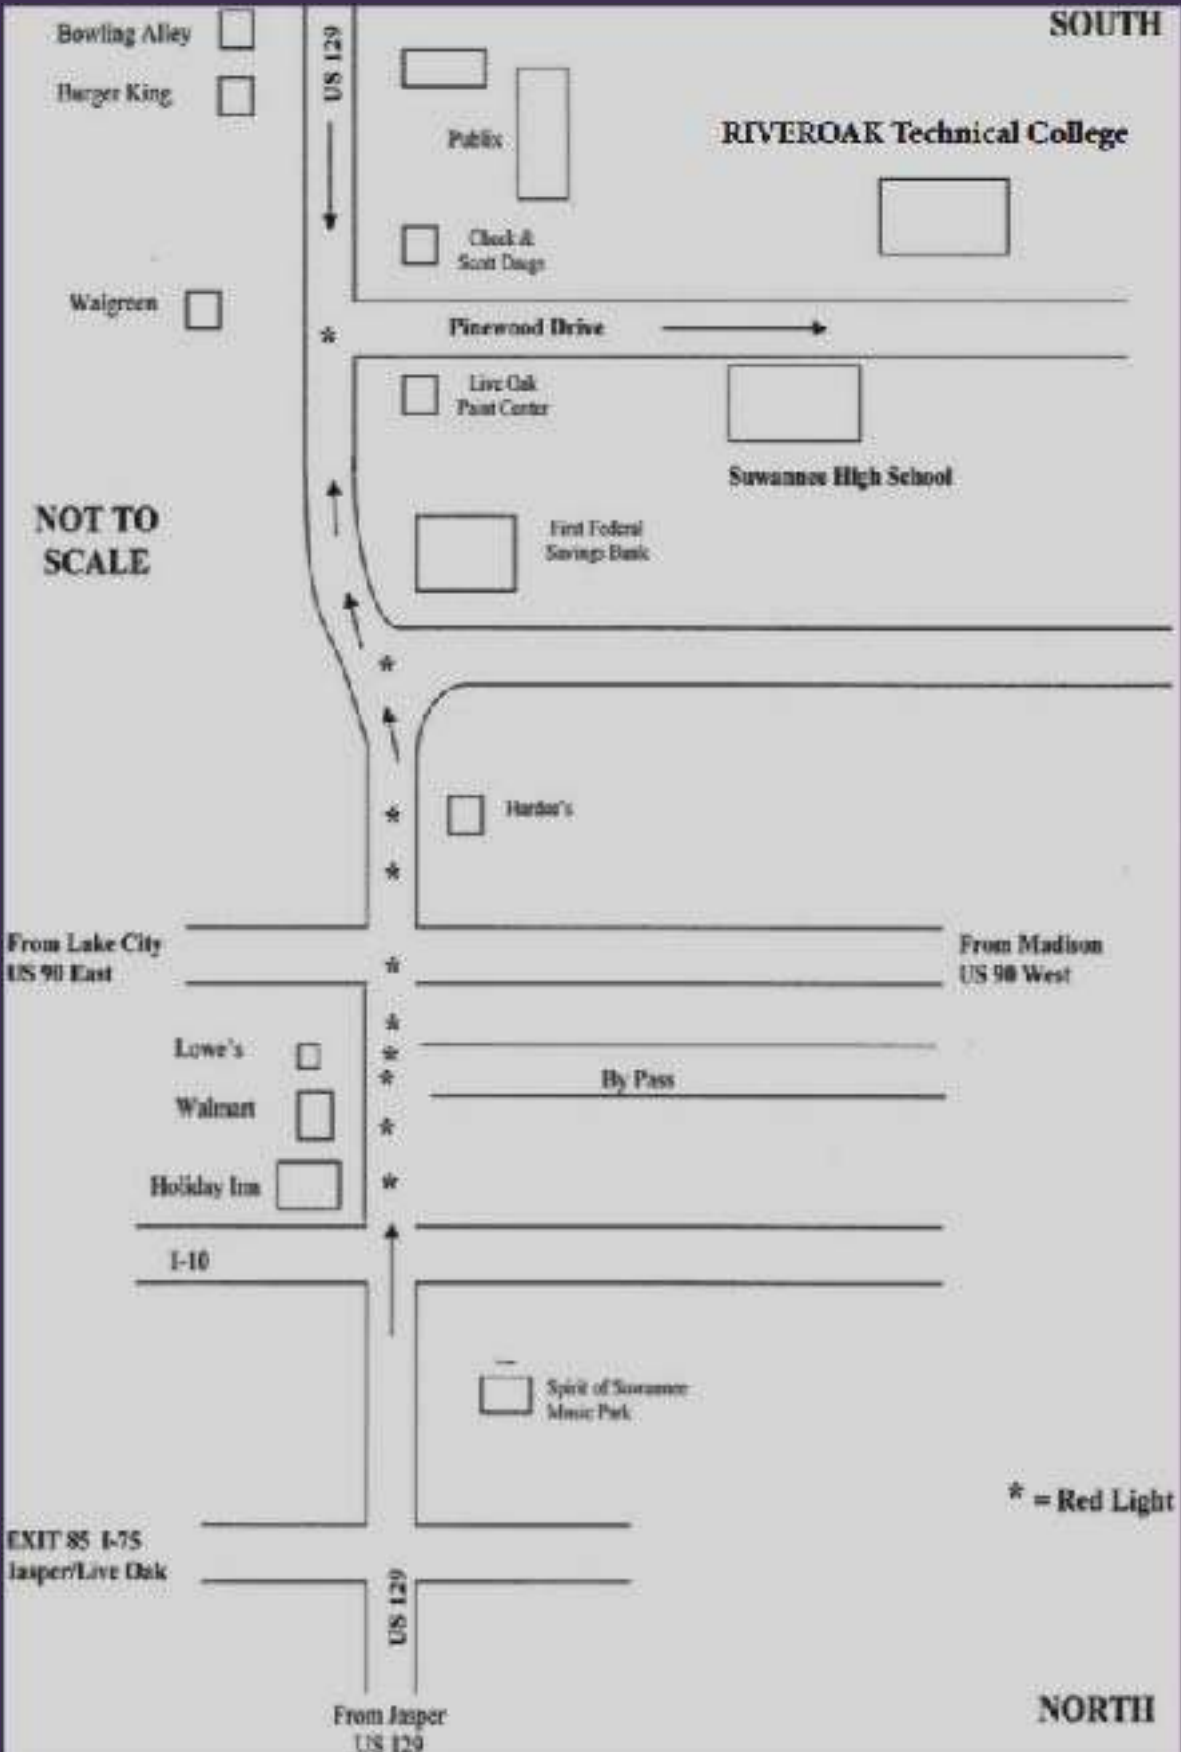 SOUTH
Bowling Alley
US 129
Burger King
RIVEROAK Technical College
Publix
Check &
Scott Drugs
Walgreen
*
Pinewood Drive
Live Oak
Paint Center
Suwannee High School
NOT TO
SCALE
First Federal
Savings Bank
*
*
Hardee's
*
From Lake City
US 90 East
*
From Madison
US 90 West
*
Lowe's
*
*
By Pass
Walmart
*
Holiday Inn
*
I-10
Spirit of Suwannee
Music Park
* = Red Light
EXIT 85 I-75
Jasper/Live Oak
US 129
NORTH
From Jasper
US 129